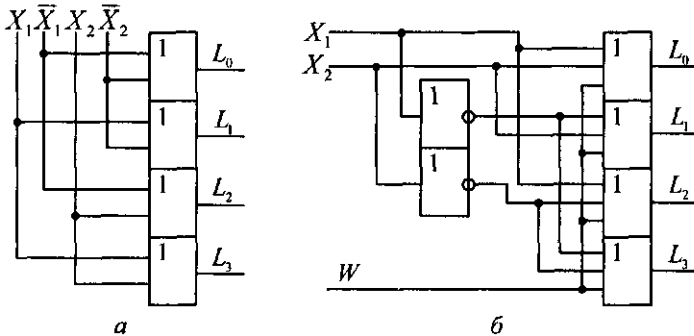 X₁ X̅₁ X₂ X̅₂
1 L₀
1 L₁
1 L₂
1 L₃
а
X₁
X₂
1
1
W
1 L₀
1 L₁
1 L₂
1 L₃
б